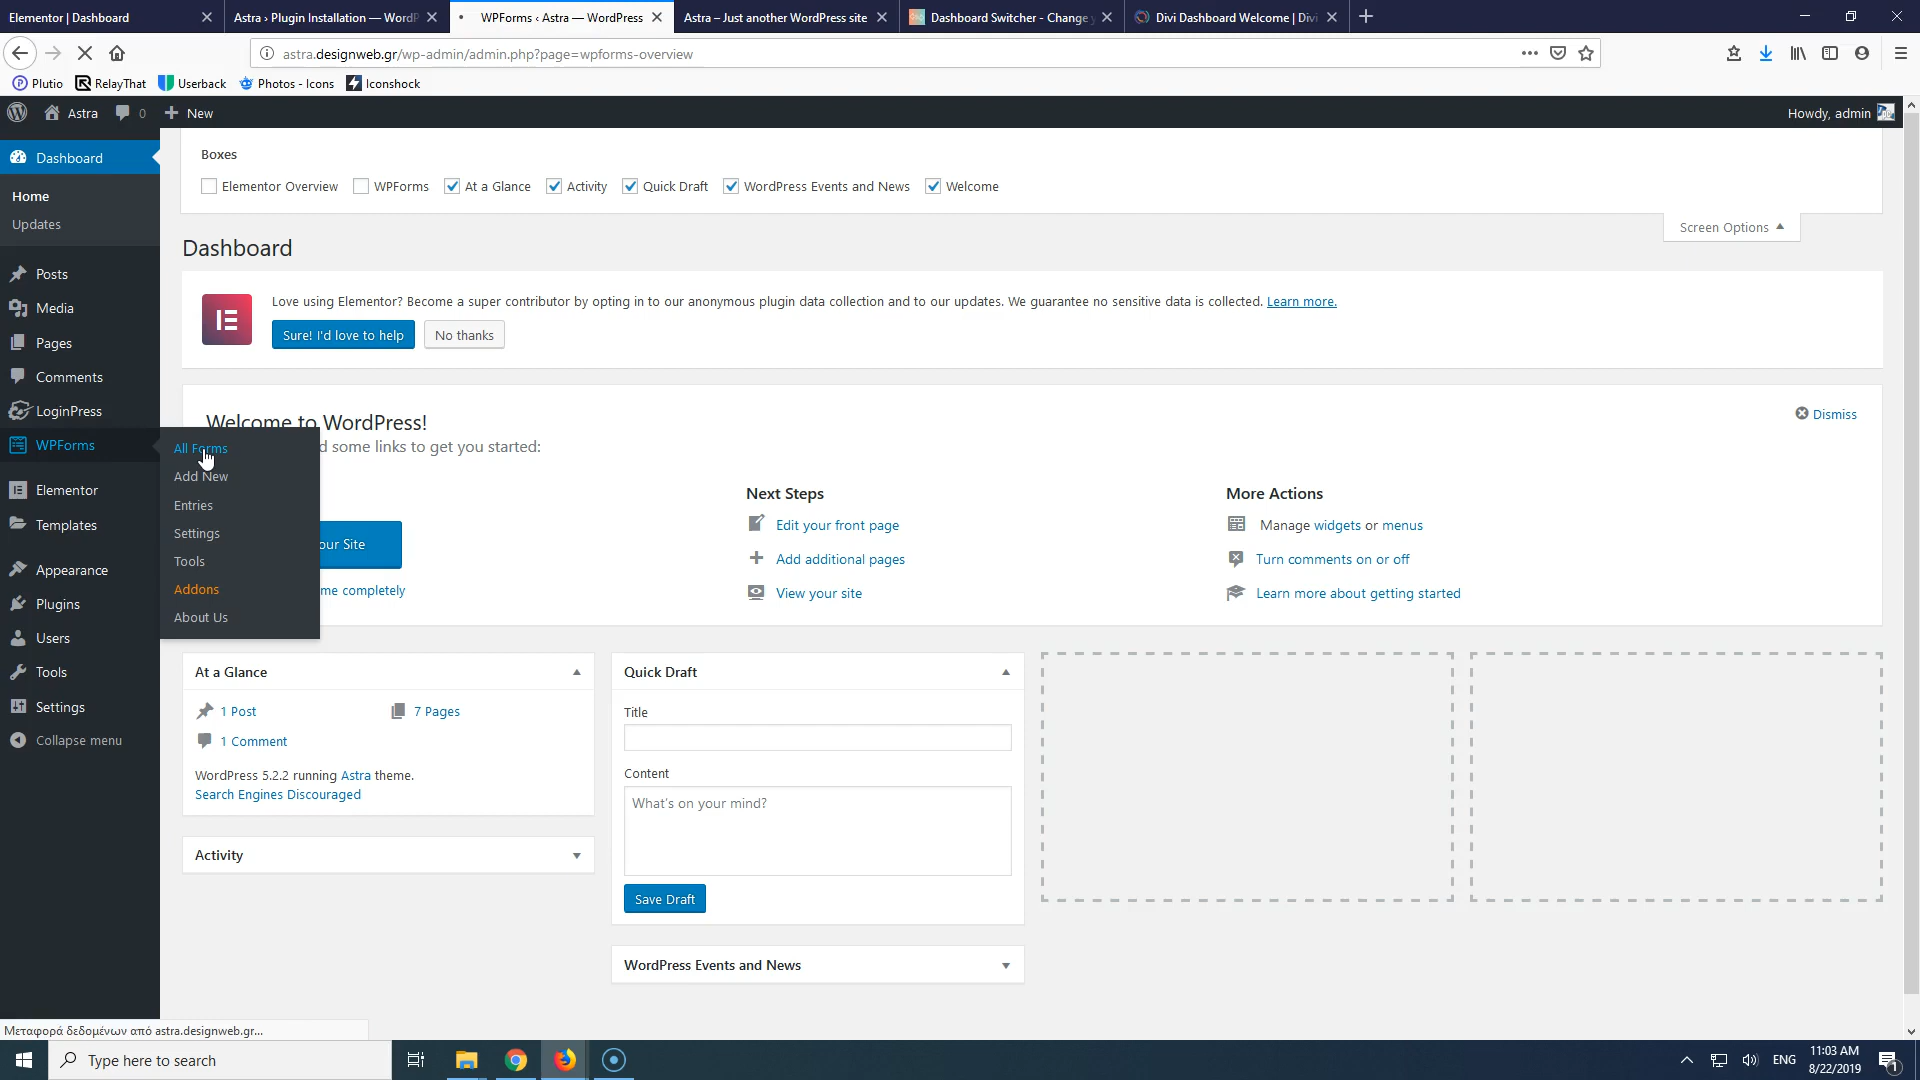 Elementor | Dashboard
Astra › Plugin Installation — WordP
WPForms ‹ Astra — WordPress
Astra – Just another WordPress site
Dashboard Switcher - Change y
Divi Dashboard Welcome | Divi
astra.designweb.gr/wp-admin/admin.php?page=wpforms-overview
Plutio
RelayThat
Userback
Photos - Icons
Iconshock
Astra
0
New
Howdy, admin
Dashboard
Home
Updates
Posts
Media
Pages
Comments
LoginPress
WPForms
Elementor
Templates
Appearance
Plugins
Users
Tools
Settings
Collapse menu
All Forms
Add New
Entries
Settings
Tools
Addons
About Us
Boxes
Elementor Overview
WPForms
At a Glance
Activity
Quick Draft
WordPress Events and News
Welcome
Screen Options
Dashboard
Love using Elementor? Become a super contributor by opting in to our anonymous plugin data collection and to our updates. We guarantee no sensitive data is collected. Learn more.
Sure! I'd love to help
No thanks
Welcome to WordPress!
Dismiss
d some links to get you started:
our Site
me completely
Next Steps
Edit your front page
Add additional pages
View your site
More Actions
Manage widgets or menus
Turn comments on or off
Learn more about getting started
At a Glance
1 Post
7 Pages
1 Comment
WordPress 5.2.2 running Astra theme.
Search Engines Discouraged
Activity
Quick Draft
Title
Content
What's on your mind?
Save Draft
WordPress Events and News
Μεταφορά δεδομένων από astra.designweb.gr...
Type here to search
ENG
11:03 AM
8/22/2019
1